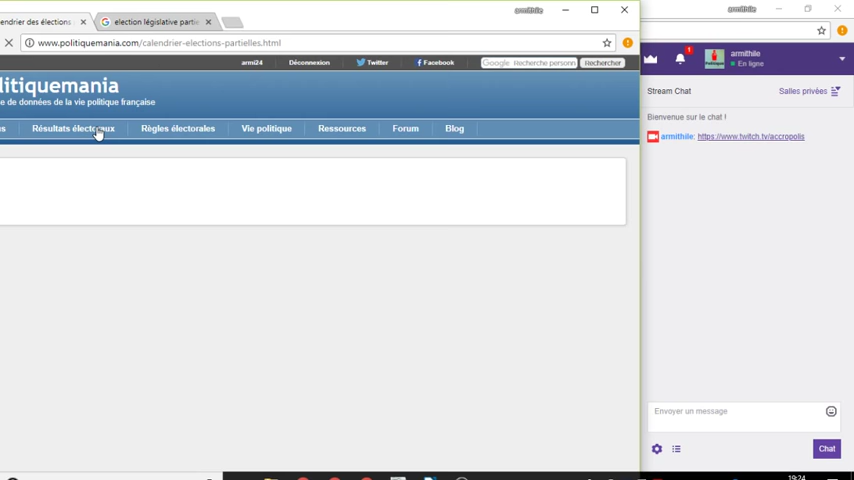 armithile
armithile
lendrier des élections
election législative partie
www.politiquemania.com/calendrier-elections-partielles.html
armi24
Déconnexion
Twitter
Facebook
Google
Recherche personn
Rechercher
litiquemania
e de données de la vie politique française
ns
Résultats électoraux
Règles électorales
Vie politique
Ressources
Forum
Blog
1
armithile
En ligne
Stream Chat
Salles privées
Bienvenue sur le chat !
armithile: https://www.twitch.tv/accropolis
Envoyer un message
Chat
19:24